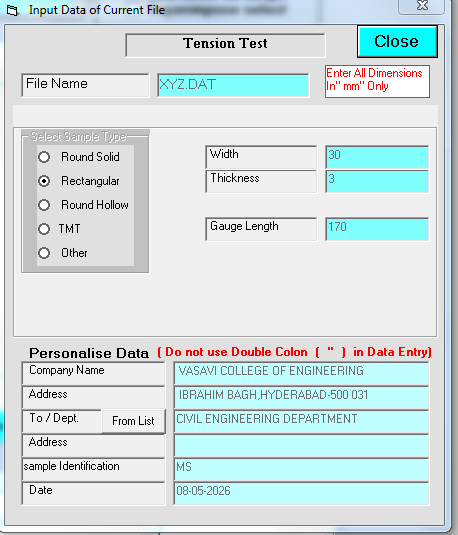 Input Data of Current File
Tension Test
Close
File Name XYZ.DAT
Enter All Dimensions
In" mm" Only
Select Sample Type
Round Solid
Rectangular
Round Hollow
TMT
Other
Width 30
Thickness 3
Gauge Length 170
Personalise Data ( Do not use Double Colon ( " ) in Data Entry)
Company Name VASAVI COLLEGE OF ENGINEERING
Address IBRAHIM BAGH,HYDERABAD-500 031
To / Dept. From List CIVIL ENGINEERING DEPARTMENT
Address
sample Identification MS
Date 08-05-2026